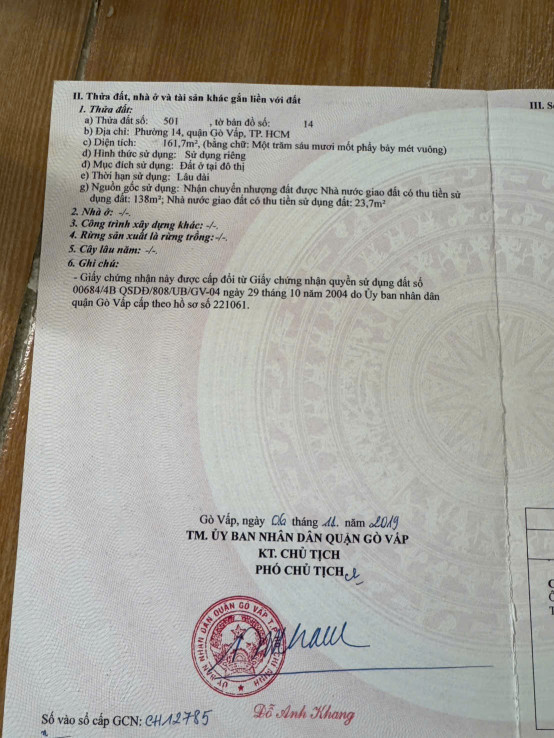 II. Thửa đất, nhà ở và tài sản khác gắn liền với đất
1. Thửa đất:
a) Thửa đất số: 501 , tờ bản đồ số: 14
b) Địa chỉ: Phường 14, quận Gò Vấp, TP. HCM
c) Diện tích: 161,7m², (bằng chữ: Một trăm sáu mươi mốt phẩy bảy mét vuông)
d) Hình thức sử dụng: Sử dụng riêng
đ) Mục đích sử dụng: Đất ở tại đô thị
e) Thời hạn sử dụng: Lâu dài
g) Nguồn gốc sử dụng: Nhận chuyển nhượng đất được Nhà nước giao đất có thu tiền sử
dụng đất: 138m²; Nhà nước giao đất có thu tiền sử dụng đất: 23,7m²
2. Nhà ở: -/-.
3. Công trình xây dựng khác: -/-.
4. Rừng sản xuất là rừng trồng: -/-.
5. Cây lâu năm: -/-.
6. Ghi chú:
- Giấy chứng nhận này được cấp đổi từ Giấy chứng nhận quyền sử dụng đất số
00684/4B QSDĐ/808/UB/GV-04 ngày 29 tháng 10 năm 2004 do Ủy ban nhân dân
quận Gò Vấp cấp theo hồ sơ số 221061.
III. S
Gò Vấp, ngày 06 tháng 11. năm 2019
TM. ỦY BAN NHÂN DÂN QUẬN GÒ VẤP
KT. CHỦ TỊCH
PHÓ CHỦ TỊCH
ỦY BAN NHÂN DÂN QUẬN GÒ VẤP T.P HỒ CHÍ MINH
Đỗ Anh Khang
Số vào sổ cấp GCN: CH12785